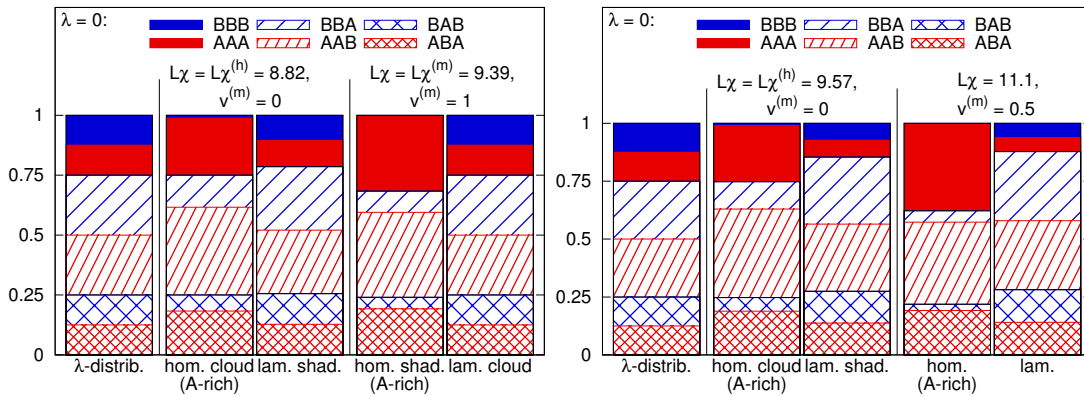 λ = 0:
BBB BBA BAB
AAA AAB ABA
Lχ = Lχ(h) = 8.82, Lχ = Lχ(m) = 9.39,
v(m) = 0 v(m) = 1
1
0.75
0.5
0.25
0
λ-distrib. hom. cloud lam. shad. hom. shad. lam. cloud
(A-rich) (A-rich)
λ = 0:
BBB BBA BAB
AAA AAB ABA
Lχ = Lχ(h) = 9.57, Lχ = 11.1,
v(m) = 0 v(m) = 0.5
1
0.75
0.5
0.25
0
λ-distrib. hom. cloud lam. shad. hom. lam.
(A-rich) (A-rich)